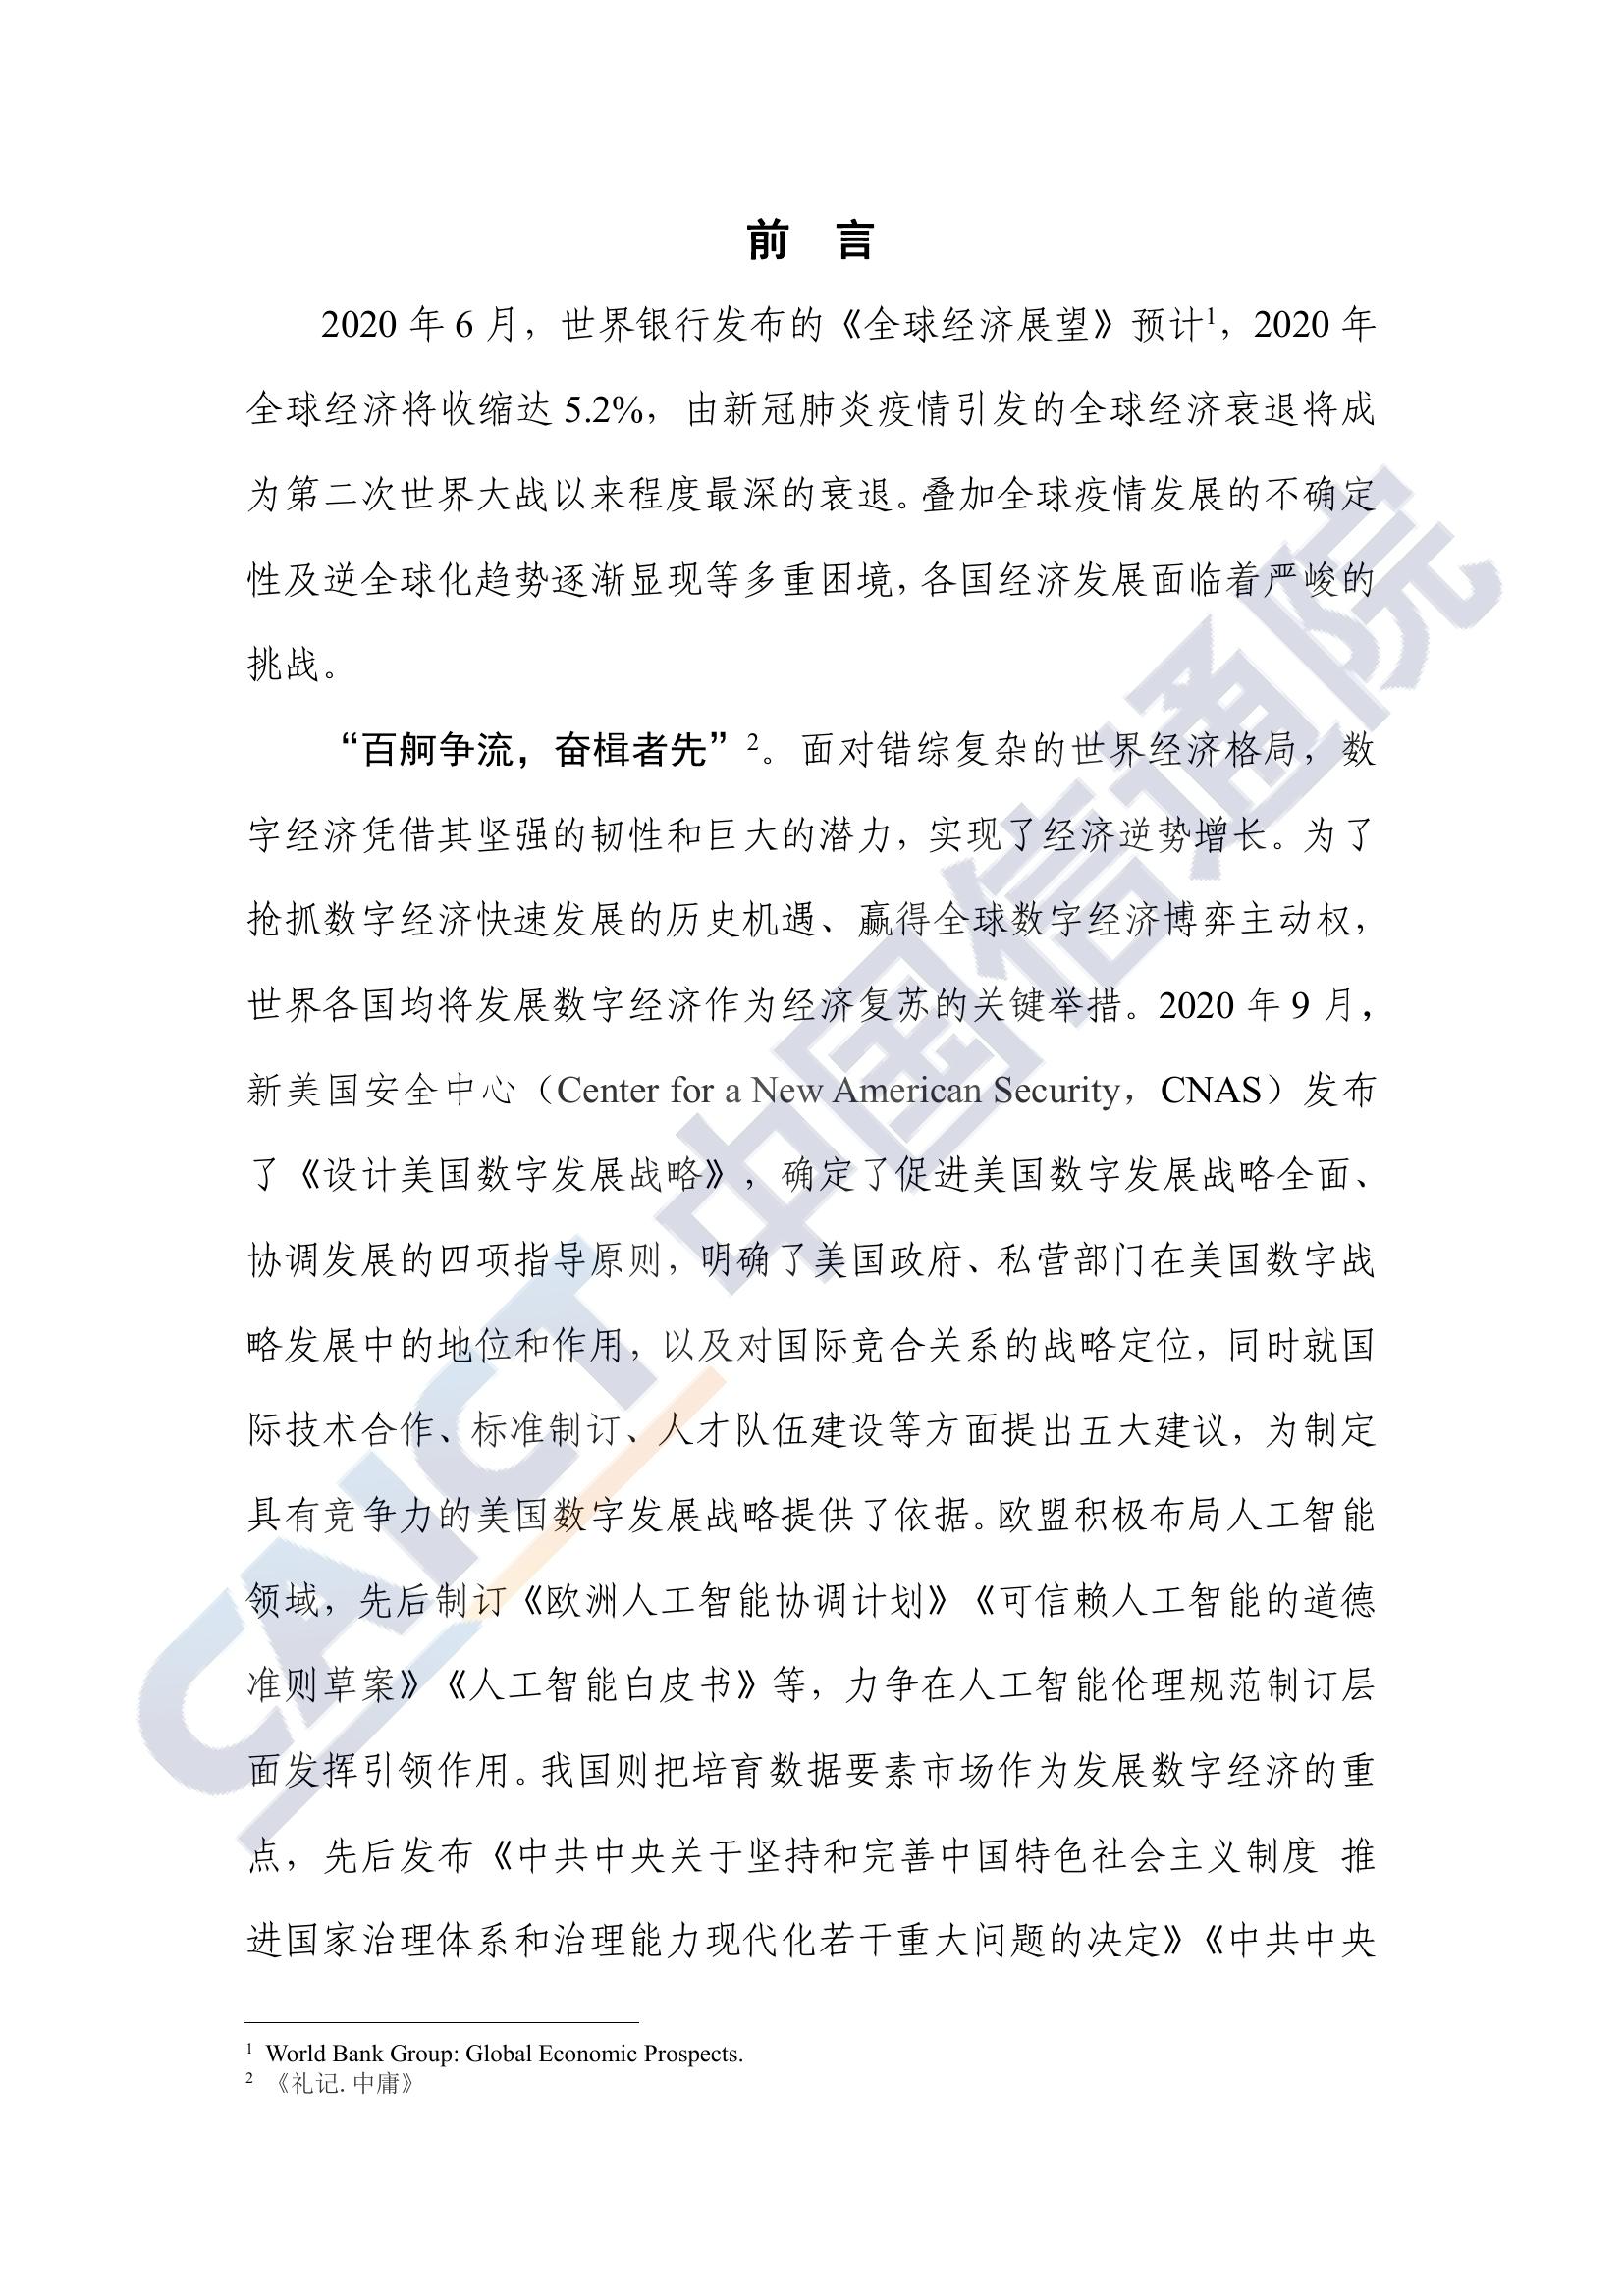 前 言
2020 年 6 月，世界银行发布的《全球经济展望》预计1，2020 年
全球经济将收缩达 5.2%，由新冠肺炎疫情引发的全球经济衰退将成
为第二次世界大战以来程度最深的衰退。叠加全球疫情发展的不确定
性及逆全球化趋势逐渐显现等多重困境，各国经济发展面临着严峻的
挑战。
“百舸争流，奋楫者先”2。面对错综复杂的世界经济格局，数
字经济凭借其坚强的韧性和巨大的潜力，实现了经济逆势增长。为了
抢抓数字经济快速发展的历史机遇、赢得全球数字经济博弈主动权，
世界各国均将发展数字经济作为经济复苏的关键举措。2020 年 9 月，
新美国安全中心（Center for a New American Security，CNAS）发布
了《设计美国数字发展战略》，确定了促进美国数字发展战略全面、
协调发展的四项指导原则，明确了美国政府、私营部门在美国数字战
略发展中的地位和作用，以及对国际竞合关系的战略定位，同时就国
际技术合作、标准制订、人才队伍建设等方面提出五大建议，为制定
具有竞争力的美国数字发展战略提供了依据。欧盟积极布局人工智能
领域，先后制订《欧洲人工智能协调计划》《可信赖人工智能的道德
准则草案》《人工智能白皮书》等，力争在人工智能伦理规范制订层
面发挥引领作用。我国则把培育数据要素市场作为发展数字经济的重
点，先后发布《中共中央关于坚持和完善中国特色社会主义制度 推
进国家治理体系和治理能力现代化若干重大问题的决定》《中共中央
1 World Bank Group: Global Economic Prospects.
2 《礼记.中庸》
CAICT 中国信通院